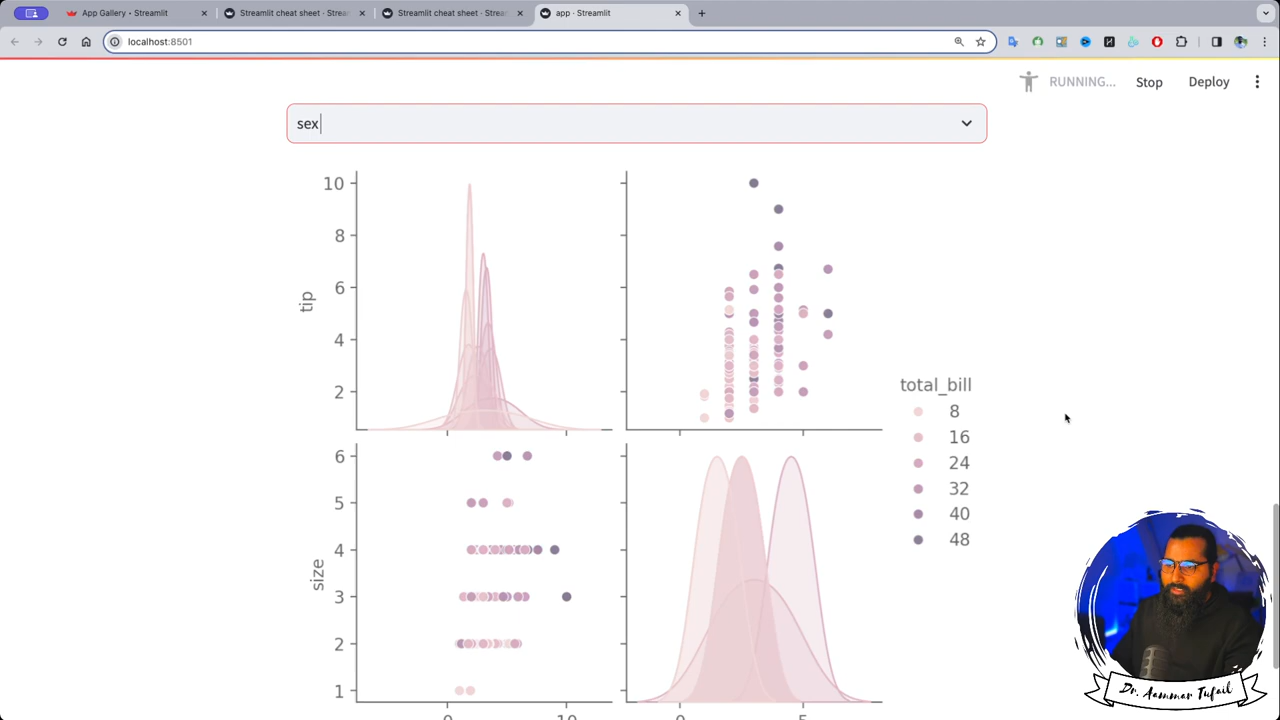 App Gallery • Streamlit
Streamlit cheat sheet - Strea
Streamlit cheat sheet - Strea
app · Streamlit
localhost:8501
RUNNING...
Stop
Deploy
sex
10
8
6
4
2
tip
total_bill
8
16
24
32
40
48
6
5
4
3
2
1
size
0
10
0
5
Dr. Aammar Tufail